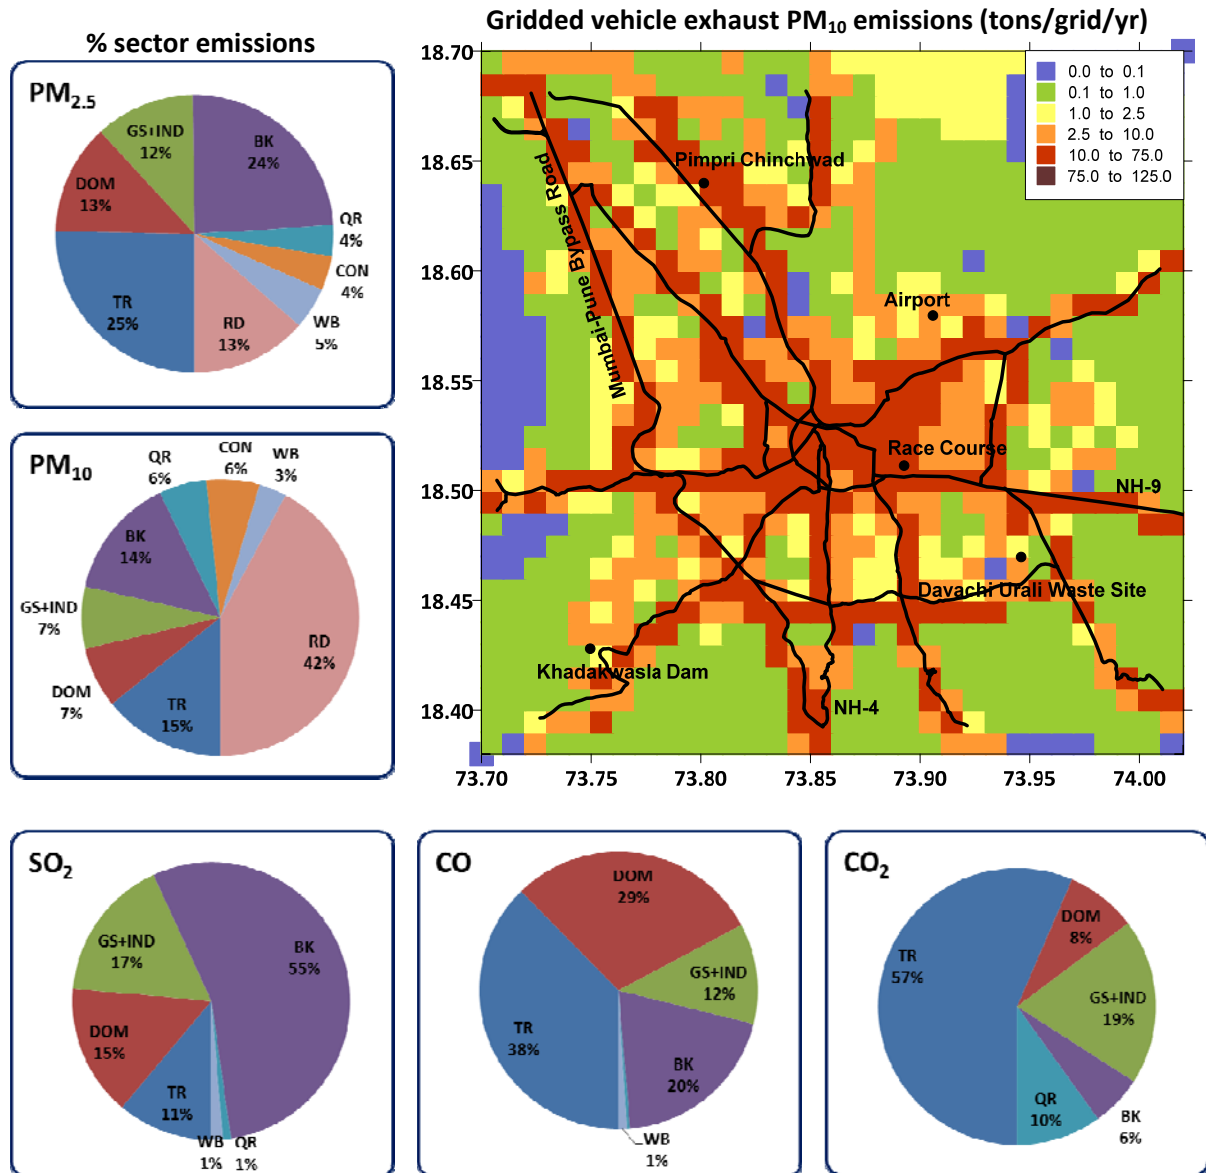 % sector emissions
PM2.5
GS+IND
12%
BK
24%
DOM
13%
QR
4%
CON
4%
WB
5%
TR
25%
RD
13%
PM10
QR
6%
CON
6%
WB
3%
BK
14%
GS+IND
7%
DOM
7%
TR
15%
RD
42%
Gridded vehicle exhaust PM10 emissions (tons/grid/yr)
18.70
18.65
18.60
18.55
18.50
18.45
18.40
73.70
73.75
73.80
73.85
73.90
73.95
74.00
0.0 to 0.1
0.1 to 1.0
1.0 to 2.5
2.5 to 10.0
10.0 to 75.0
75.0 to 125.0
Pimpri Chinchwad
Mumbai-Pune Bypass Road
Airport
Race Course
NH-9
Davachi Urali Waste Site
Khadakwasla Dam
NH-4
SO2
GS+IND
17%
BK
55%
DOM
15%
TR
11%
WB
1%
QR
1%
CO
DOM
29%
GS+IND
12%
TR
38%
BK
20%
WB
1%
CO2
DOM
8%
TR
57%
GS+IND
19%
QR
10%
BK
6%